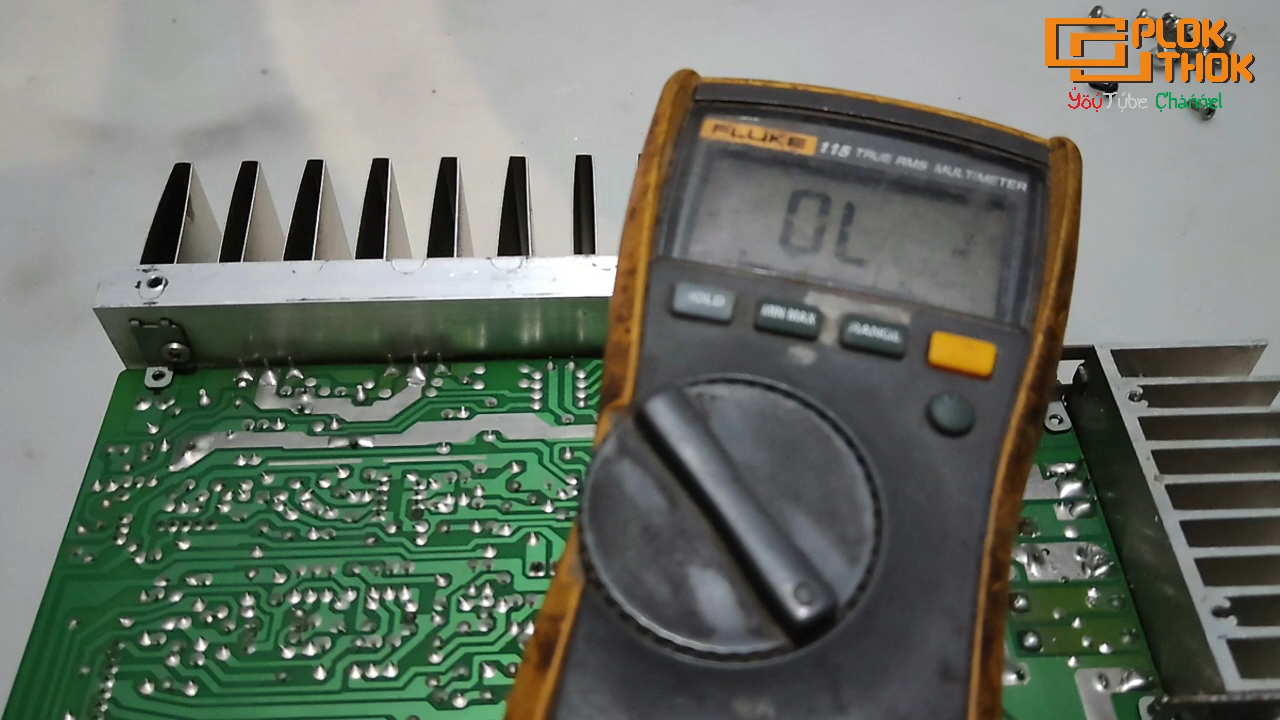 PLOK
THOK
YouTube Channel
FLUKE 115 TRUE RMS MULTIMETER
OL
HOLD MIN MAX RANGE